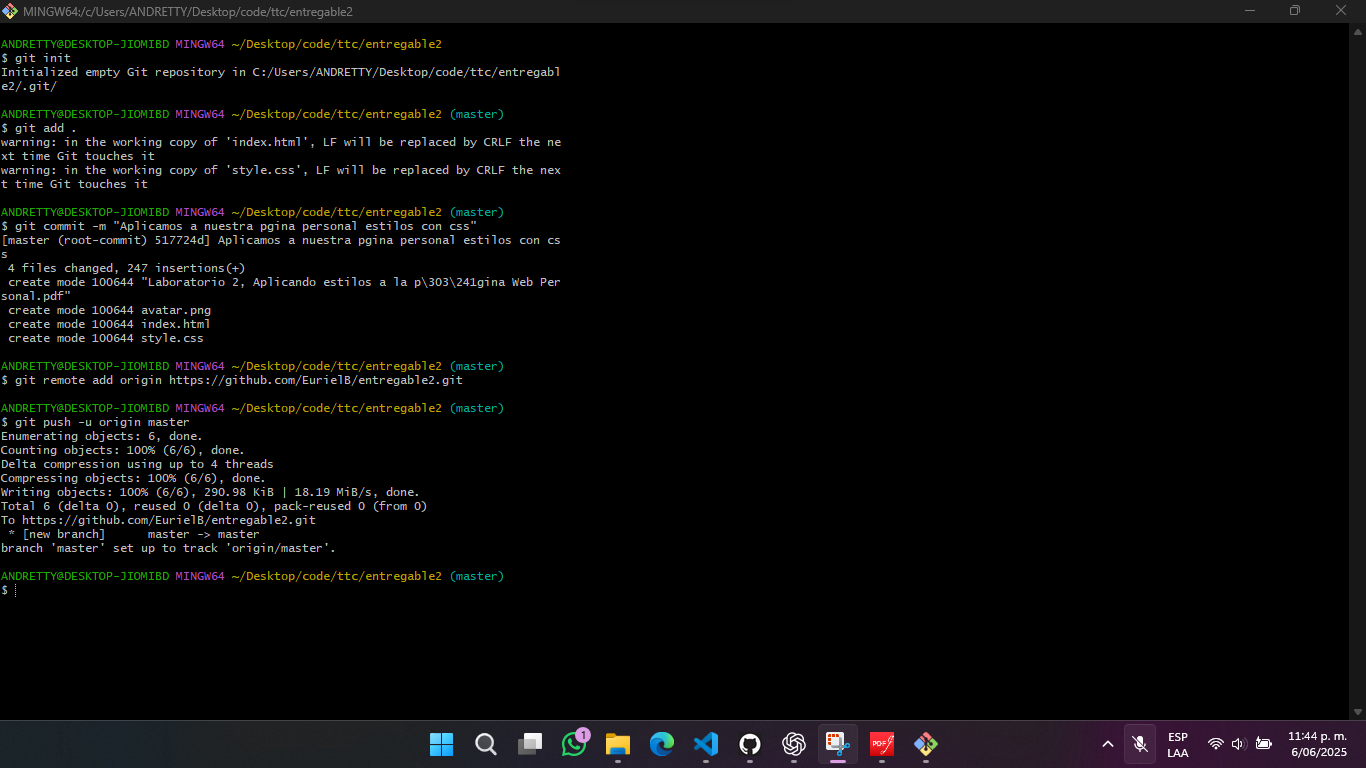 MINGW64:/c/Users/ANDRETTY/Desktop/code/ttc/entregable2
ANDRETTY@DESKTOP-JIOMIBD MINGW64 ~/Desktop/code/ttc/entregable2
$ git init
Initialized empty Git repository in C:/Users/ANDRETTY/Desktop/code/ttc/entregabl
e2/.git/
ANDRETTY@DESKTOP-JIOMIBD MINGW64 ~/Desktop/code/ttc/entregable2 (master)
$ git add .
warning: in the working copy of 'index.html', LF will be replaced by CRLF the ne
xt time Git touches it
warning: in the working copy of 'style.css', LF will be replaced by CRLF the nex
t time Git touches it
ANDRETTY@DESKTOP-JIOMIBD MINGW64 ~/Desktop/code/ttc/entregable2 (master)
$ git commit -m "Aplicamos a nuestra pgina personal estilos con css"
[master (root-commit) 517724d] Aplicamos a nuestra pgina personal estilos con cs
s
 4 files changed, 247 insertions(+)
 create mode 100644 "Laboratorio 2, Aplicando estilos a la p\303\241gina Web Per
sonal.pdf"
 create mode 100644 avatar.png
 create mode 100644 index.html
 create mode 100644 style.css
ANDRETTY@DESKTOP-JIOMIBD MINGW64 ~/Desktop/code/ttc/entregable2 (master)
$ git remote add origin https://github.com/EurielB/entregable2.git
ANDRETTY@DESKTOP-JIOMIBD MINGW64 ~/Desktop/code/ttc/entregable2 (master)
$ git push -u origin master
Enumerating objects: 6, done.
Counting objects: 100% (6/6), done.
Delta compression using up to 4 threads
Compressing objects: 100% (6/6), done.
Writing objects: 100% (6/6), 290.98 KiB | 18.19 MiB/s, done.
Total 6 (delta 0), reused 0 (delta 0), pack-reused 0 (from 0)
To https://github.com/EurielB/entregable2.git
 * [new branch]      master -> master
branch 'master' set up to track 'origin/master'.
ANDRETTY@DESKTOP-JIOMIBD MINGW64 ~/Desktop/code/ttc/entregable2 (master)
$
1
PDF
ESP
LAA
11:44 p. m.
6/06/2025